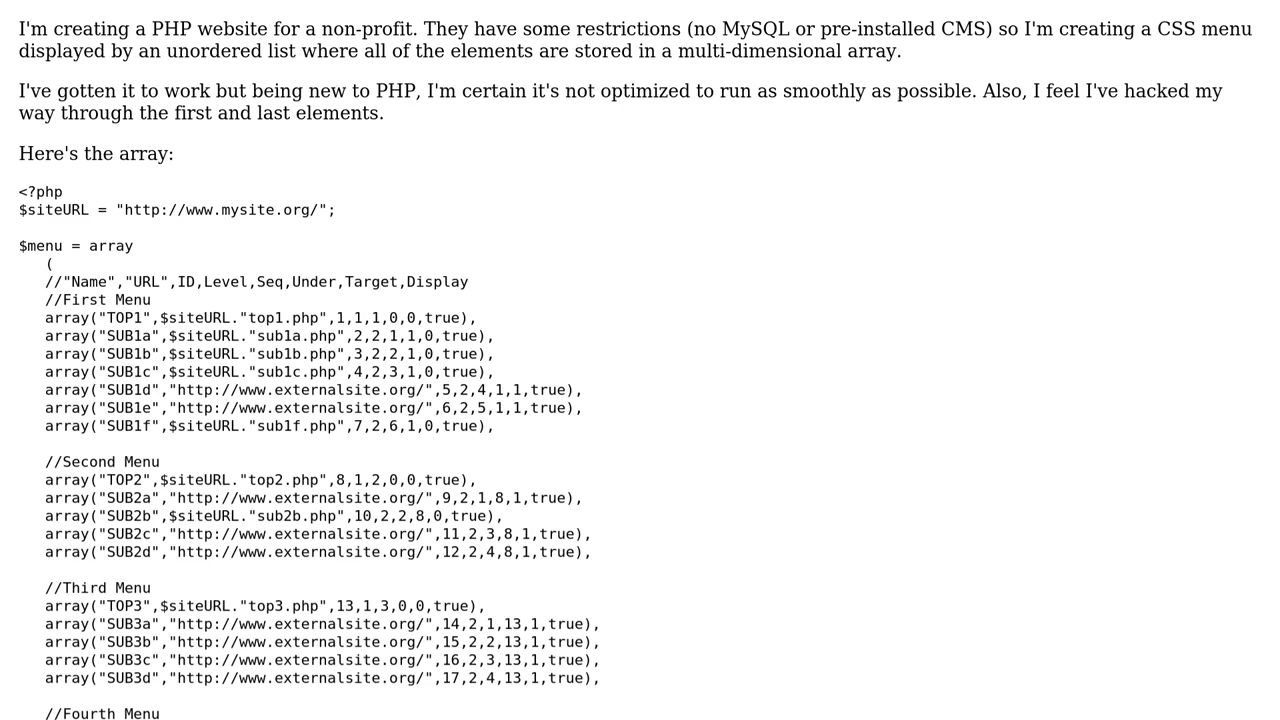 I'm creating a PHP website for a non-profit. They have some restrictions (no MySQL or pre-installed CMS) so I'm creating a CSS menu
displayed by an unordered list where all of the elements are stored in a multi-dimensional array.
I've gotten it to work but being new to PHP, I'm certain it's not optimized to run as smoothly as possible. Also, I feel I've hacked my
way through the first and last elements.
Here's the array:
<?php
$siteURL = "http://www.mysite.org/";
$menu = array
(
//"Name","URL",ID,Level,Seq,Under,Target,Display
//First Menu
array("TOP1",$siteURL."top1.php",1,1,1,0,0,true),
array("SUB1a",$siteURL."sub1a.php",2,2,1,1,0,true),
array("SUB1b",$siteURL."sub1b.php",3,2,2,1,0,true),
array("SUB1c",$siteURL."sub1c.php",4,2,3,1,0,true),
array("SUB1d","http://www.externalsite.org/",5,2,4,1,1,true),
array("SUB1e","http://www.externalsite.org/",6,2,5,1,1,true),
array("SUB1f",$siteURL."sub1f.php",7,2,6,1,0,true),
//Second Menu
array("TOP2",$siteURL."top2.php",8,1,2,0,0,true),
array("SUB2a","http://www.externalsite.org/",9,2,1,8,1,true),
array("SUB2b",$siteURL."sub2b.php",10,2,2,8,0,true),
array("SUB2c","http://www.externalsite.org/",11,2,3,8,1,true),
array("SUB2d","http://www.externalsite.org/",12,2,4,8,1,true),
//Third Menu
array("TOP3",$siteURL."top3.php",13,1,3,0,0,true),
array("SUB3a","http://www.externalsite.org/",14,2,1,13,1,true),
array("SUB3b","http://www.externalsite.org/",15,2,2,13,1,true),
array("SUB3c","http://www.externalsite.org/",16,2,3,13,1,true),
array("SUB3d","http://www.externalsite.org/",17,2,4,13,1,true),
//Fourth Menu